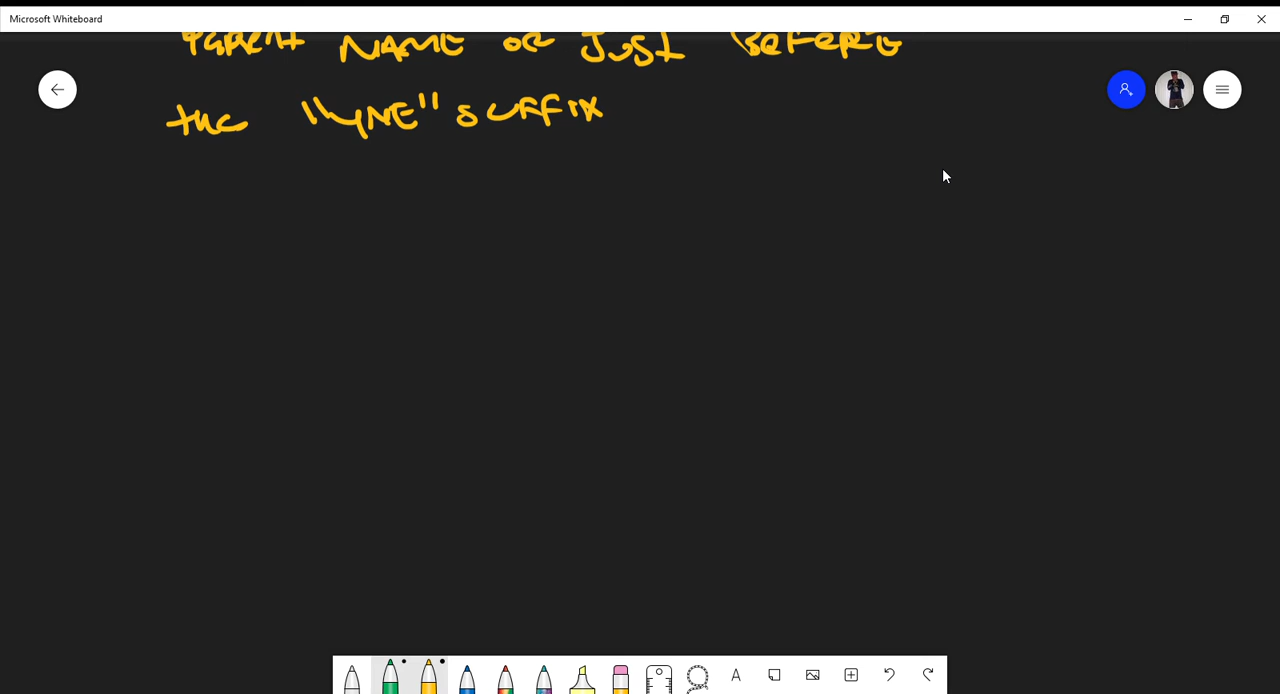 Microsoft Whiteboard
PARENT NAME or JUST BEFORE
the "YNE" SUFFIX
A